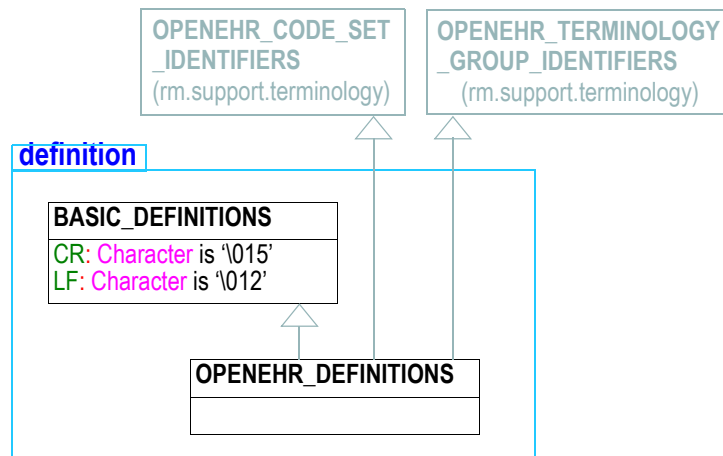 OPENEHR_CODE_SET
_IDENTIFIERS
(rm.support.terminology)
OPENEHR_TERMINOLOGY
_GROUP_IDENTIFIERS
(rm.support.terminology)
definition
BASIC_DEFINITIONS
CR: Character is ‘\015’
LF: Character is ‘\012’
OPENEHR_DEFINITIONS